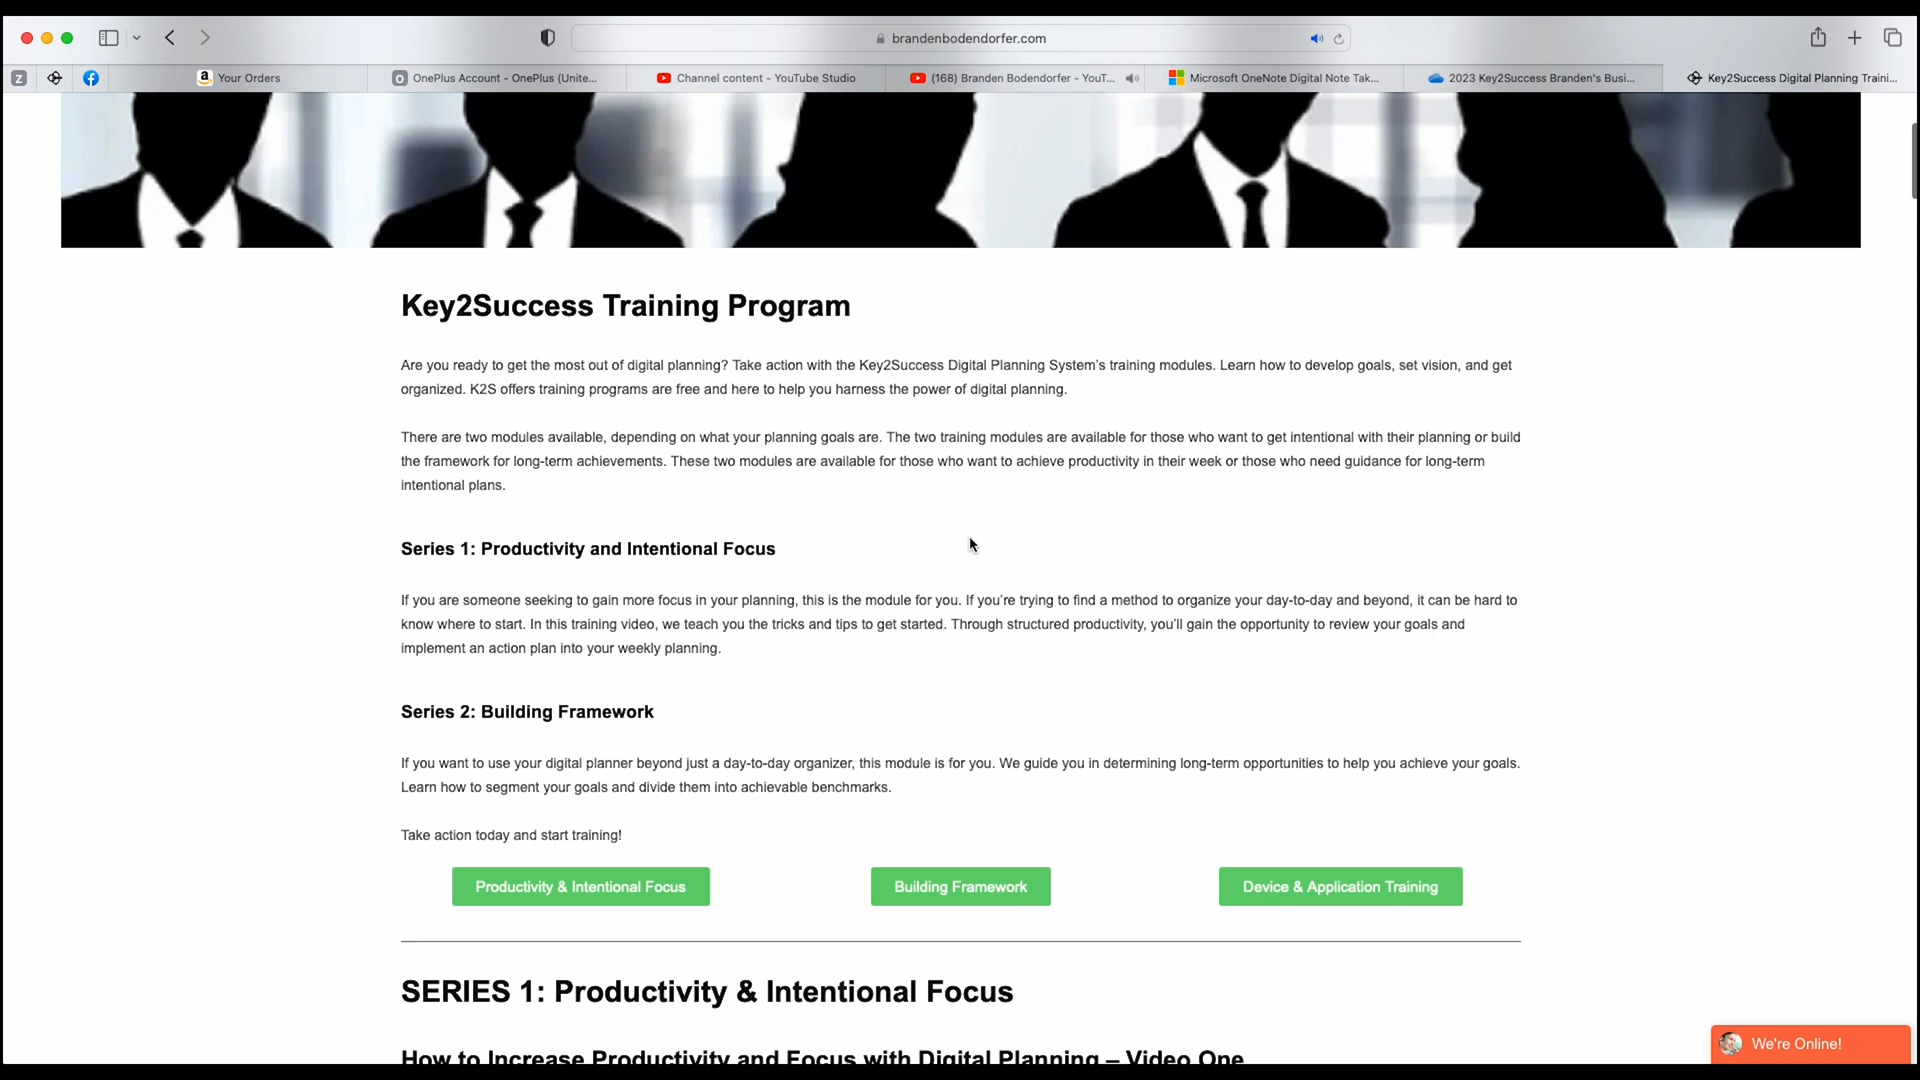 brandenbodendorfer.com
Z
a Your Orders
O OnePlus Account - OnePlus (Unite...
Channel content - YouTube Studio
(168) Branden Bodendorfer - YouT...
Microsoft OneNote Digital Note Tak...
2023 Key2Success Branden's Busi...
Key2Success Digital Planning Traini...
Key2Success Training Program
Are you ready to get the most out of digital planning? Take action with the Key2Success Digital Planning System's training modules. Learn how to develop goals, set vision, and get
organized. K2S offers training programs are free and here to help you harness the power of digital planning.
There are two modules available, depending on what your planning goals are. The two training modules are available for those who want to get intentional with their planning or build
the framework for long-term achievements. These two modules are available for those who want to achieve productivity in their week or those who need guidance for long-term
intentional plans.
Series 1: Productivity and Intentional Focus
If you are someone seeking to gain more focus in your planning, this is the module for you. If you're trying to find a method to organize your day-to-day and beyond, it can be hard to
know where to start. In this training video, we teach you the tricks and tips to get started. Through structured productivity, you'll gain the opportunity to review your goals and
implement an action plan into your weekly planning.
Series 2: Building Framework
If you want to use your digital planner beyond just a day-to-day organizer, this module is for you. We guide you in determining long-term opportunities to help you achieve your goals.
Learn how to segment your goals and divide them into achievable benchmarks.
Take action today and start training!
Productivity & Intentional Focus
Building Framework
Device & Application Training
SERIES 1: Productivity & Intentional Focus
How to Increase Productivity and Focus with Digital Planning – Video One
We're Online!